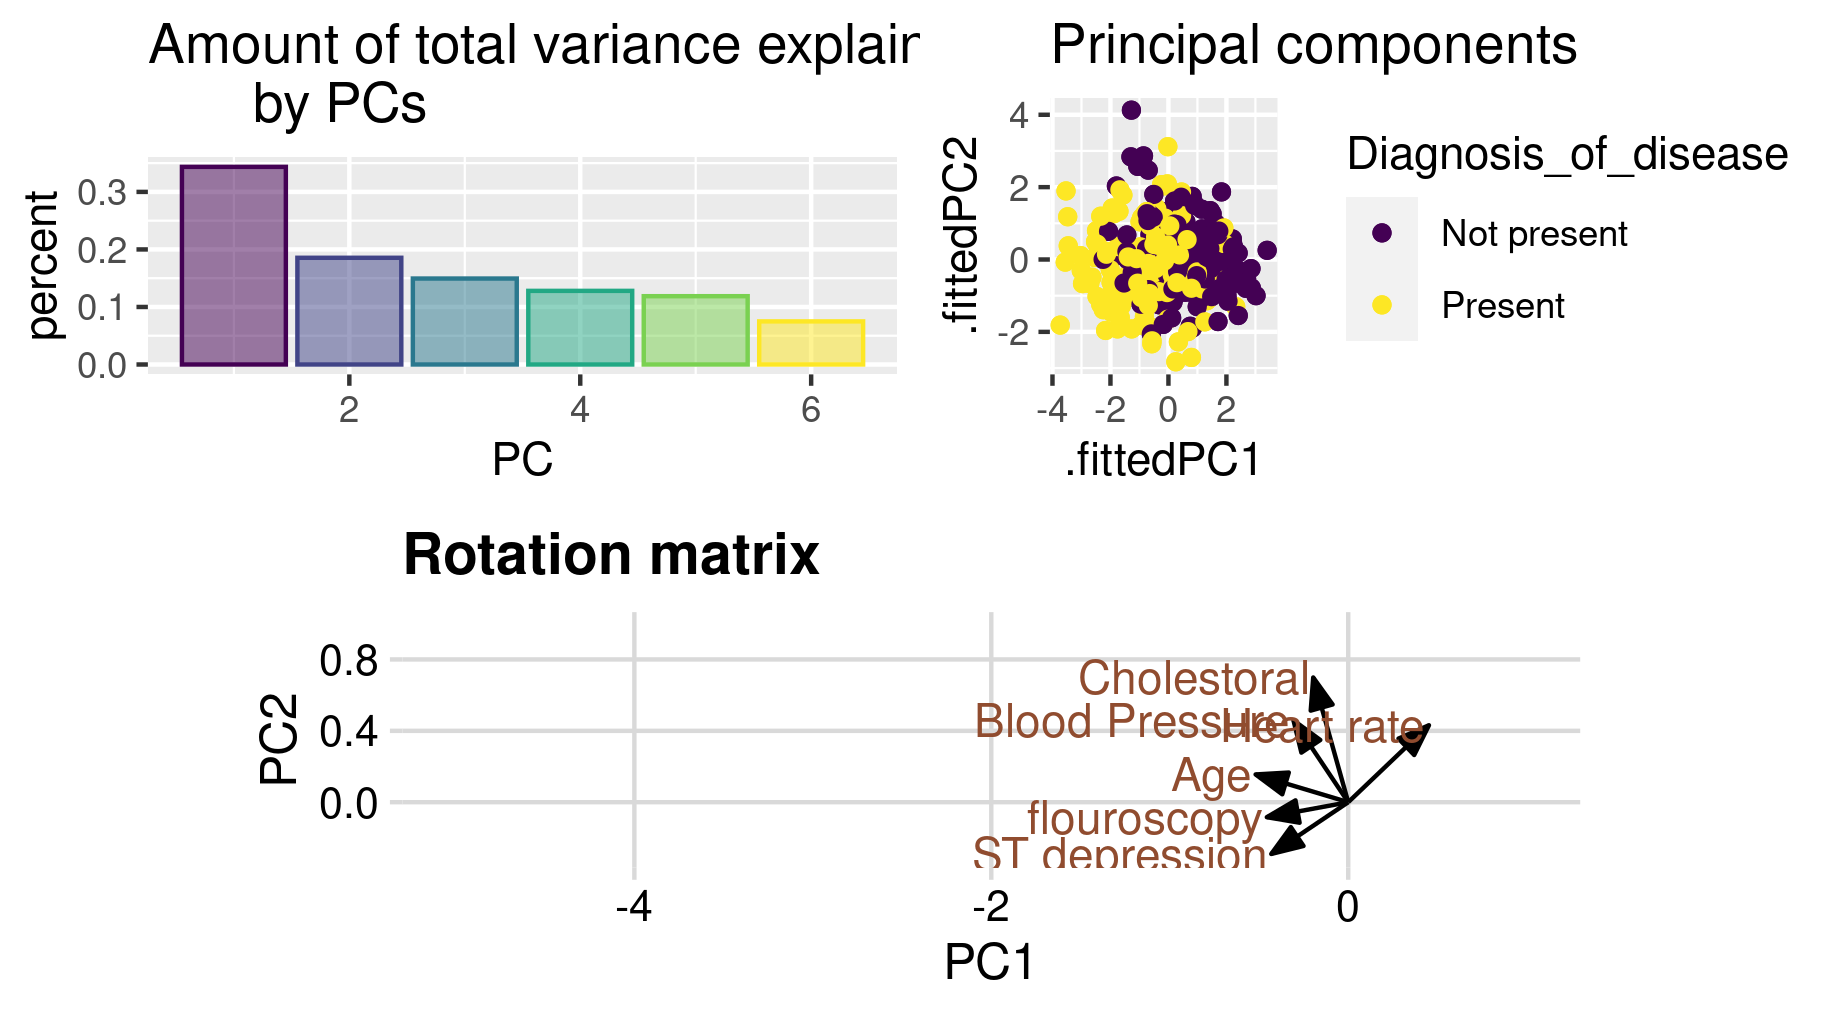 Amount of total variance explair
by PCs
percent
0.3
0.2
0.1
0.0
2
4
6
PC
Principal components
.fittedPC2
4
2
0
-2
-4
-2
0
2
.fittedPC1
Diagnosis_of_disease
Not present
Present
Rotation matrix
PC2
0.8
0.4
0.0
Cholestoral
Blood Pressure
Heart rate
Age
flouroscopy
ST depression
-4
-2
0
PC1